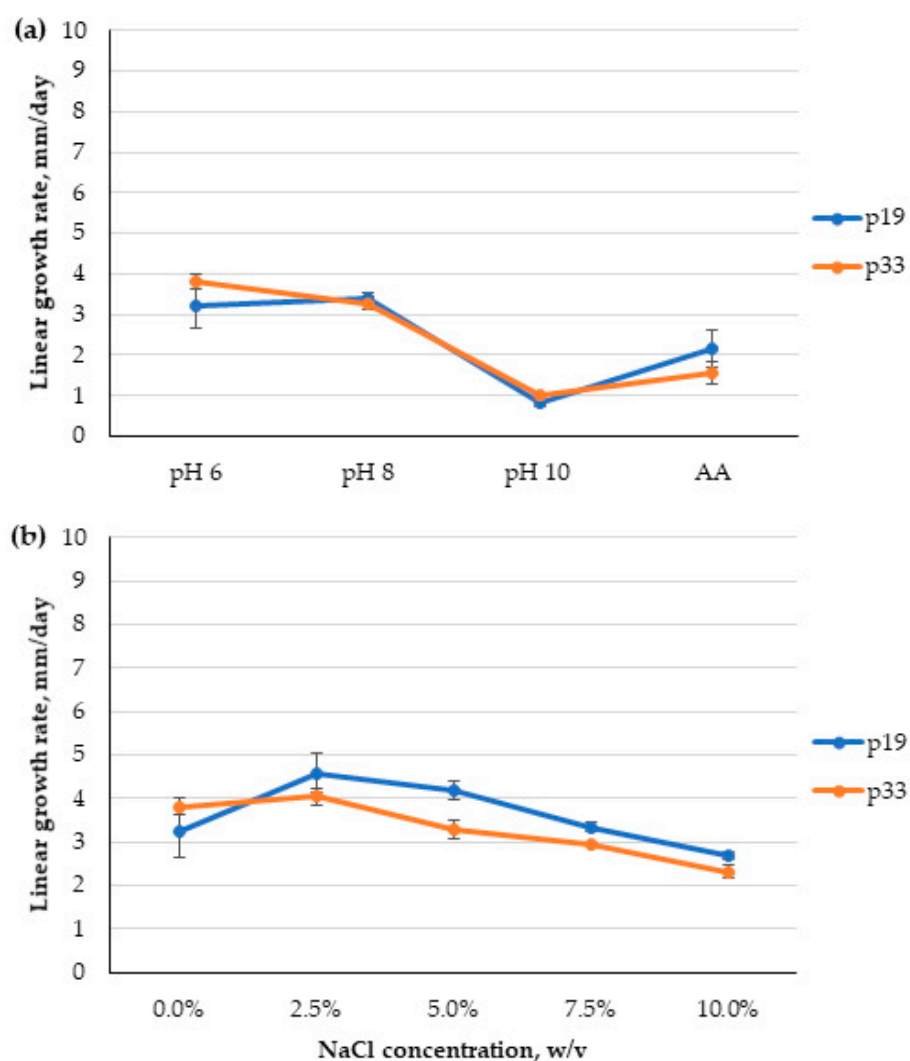 (a)
Linear growth rate, mm/day
10
9
8
7
6
5
4
3
2
1
0
pH 6 pH 8 pH 10 AA
p19
p33
(b)
Linear growth rate, mm/day
10
9
8
7
6
5
4
3
2
1
0
0.0% 2.5% 5.0% 7.5% 10.0%
NaCl concentration, w/v
p19
p33